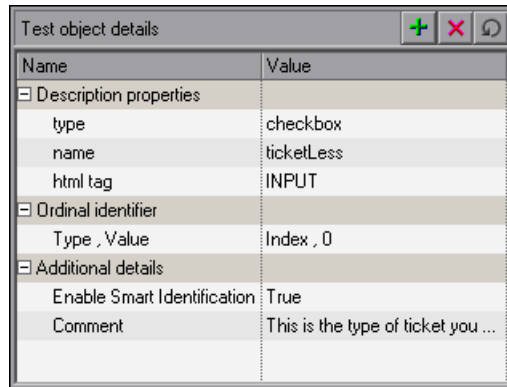 Test object details
Name Value
Description properties
type checkbox
name ticketLess
html tag INPUT
Ordinal identifier
Type , Value Index , 0
Additional details
Enable Smart Identification True
Comment This is the type of ticket you ...